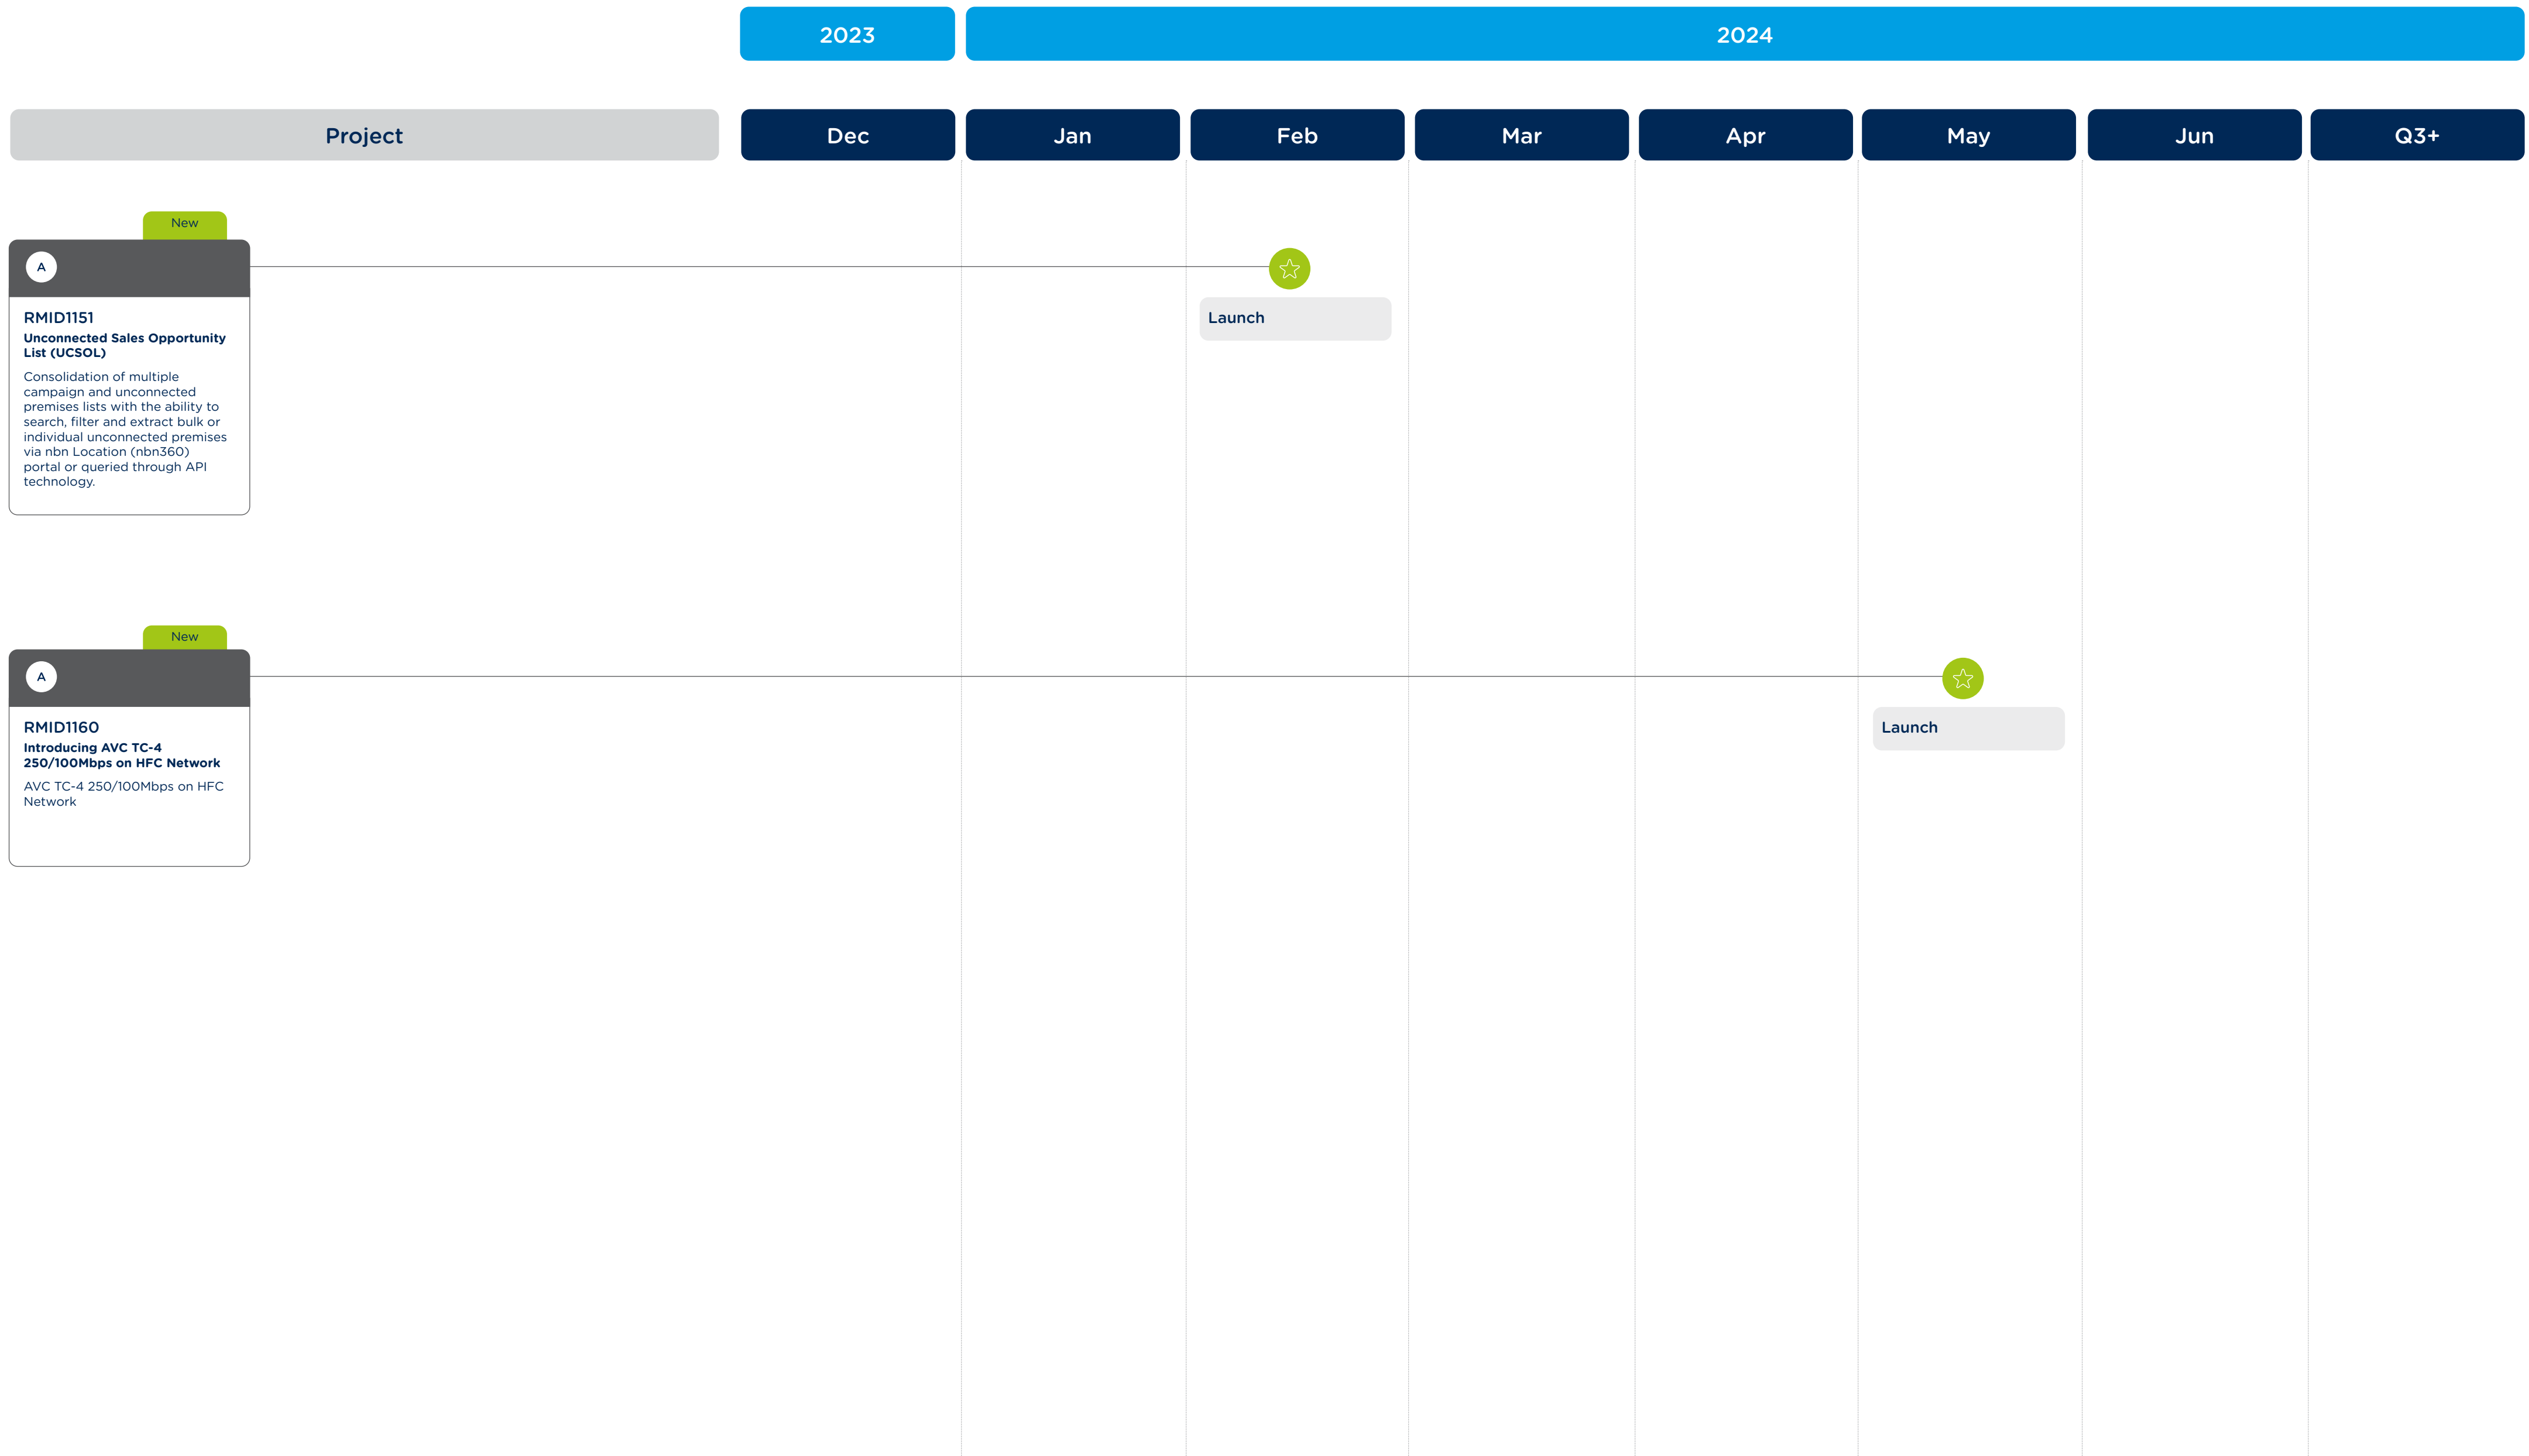 2023
2024
Project
Dec
Jan
Feb
Mar
Apr
May
Jun
Q3+
New
A
RMID1151
Unconnected Sales Opportunity
List (UCSOL)
Consolidation of multiple
campaign and unconnected
premises lists with the ability to
search, filter and extract bulk or
individual unconnected premises
via nbn Location (nbn360)
portal or queried through API
technology.
Launch
New
A
RMID1160
Introducing AVC TC-4
250/100Mbps on HFC Network
AVC TC-4 250/100Mbps on HFC
Network
Launch